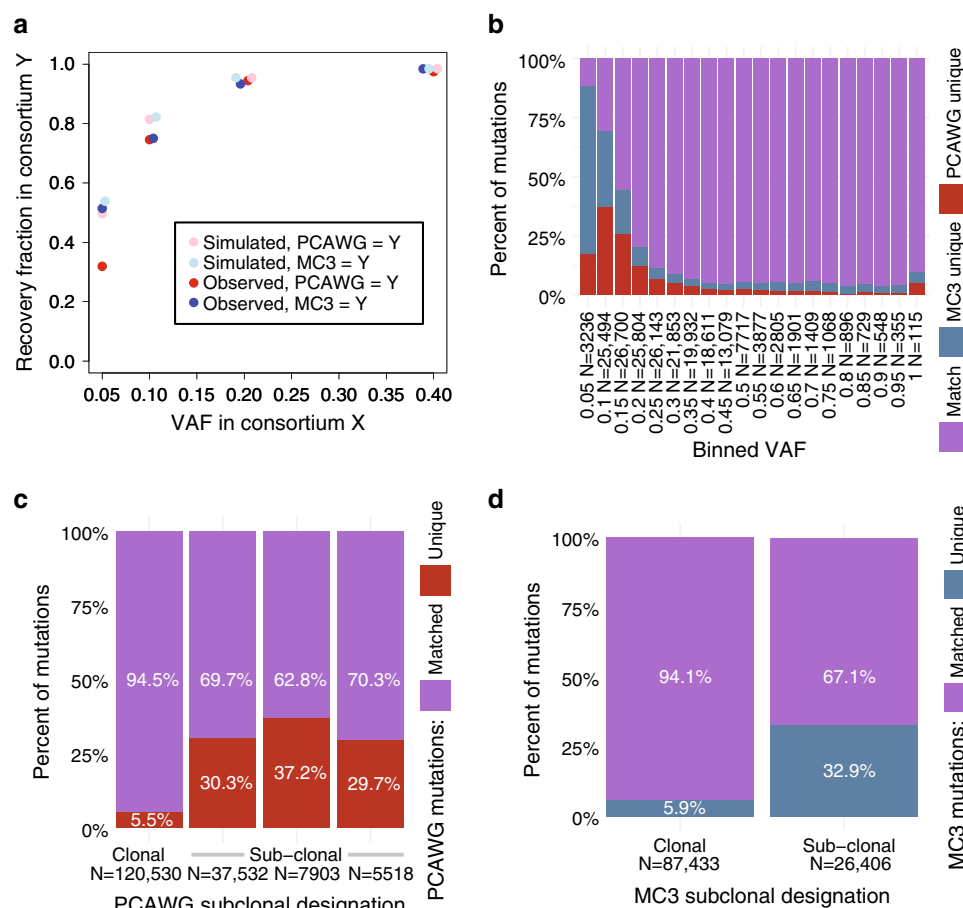 a
Recovery fraction in consortium Y
1.0
0.8
0.6
0.4
0.2
0.0
Simulated, PCAWG = Y
Simulated, MC3 = Y
Observed, PCAWG = Y
Observed, MC3 = Y
0.05 0.10 0.15 0.20 0.25 0.30 0.35 0.40
VAF in consortium X
b
Percent of mutations
100%
75%
50%
25%
0%
0.05 N=3236
0.1 N=25,494
0.15 N=26,700
0.2 N=25,804
0.25 N=26,143
0.3 N=21,853
0.35 N=19,932
0.4 N=18,611
0.45 N=13,079
0.5 N=7717
0.55 N=3877
0.6 N=2805
0.65 N=1901
0.7 N=1409
0.75 N=1068
0.8 N=896
0.85 N=729
0.9 N=548
0.95 N=355
1 N=115
Binned VAF
Match
MC3 unique
PCAWG unique
c
Percent of mutations
100%
75%
50%
25%
0%
94.5% 69.7% 62.8% 70.3%
5.5% 30.3% 37.2% 29.7%
Clonal Sub-clonal
N=120,530 N=37,532 N=7903 N=5518
PCAWG subclonal designation
PCAWG mutations: Matched Unique
d
Percent of mutations
100%
75%
50%
25%
0%
94.1% 67.1%
5.9% 32.9%
Clonal Sub-clonal
N=87,433 N=26,406
MC3 subclonal designation
MC3 mutations: Matched Unique